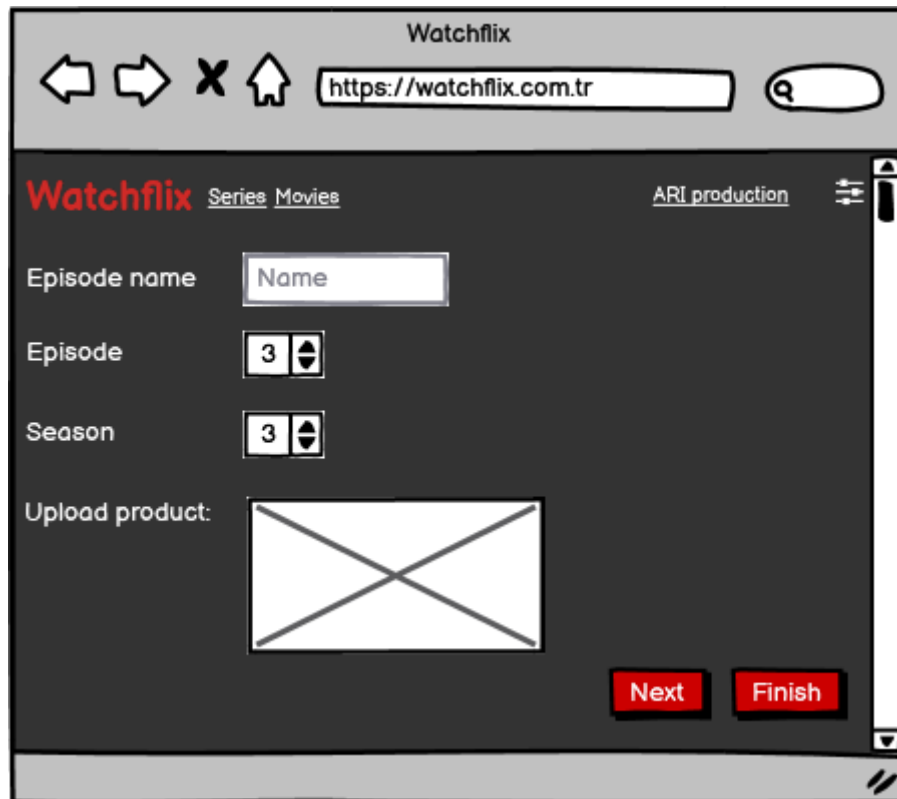 Watchflix
https://watchflix.com.tr
Watchflix Series Movies ARI production
Episode name Name
Episode 3
Season 3
Upload product:
Next Finish